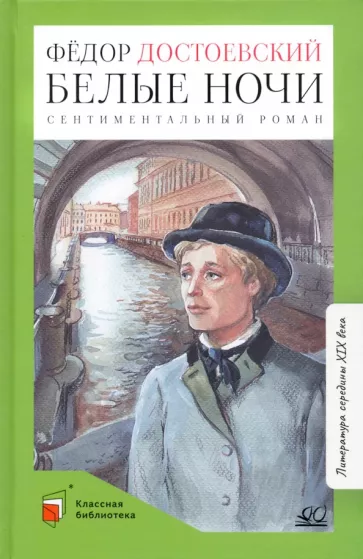 ФЁДОР ДОСТОЕВСКИЙ
БЕЛЫЕ НОЧИ
СЕНТИМЕНТАЛЬНЫЙ РОМАН
Литература середины XIX века
Классная
библиотека